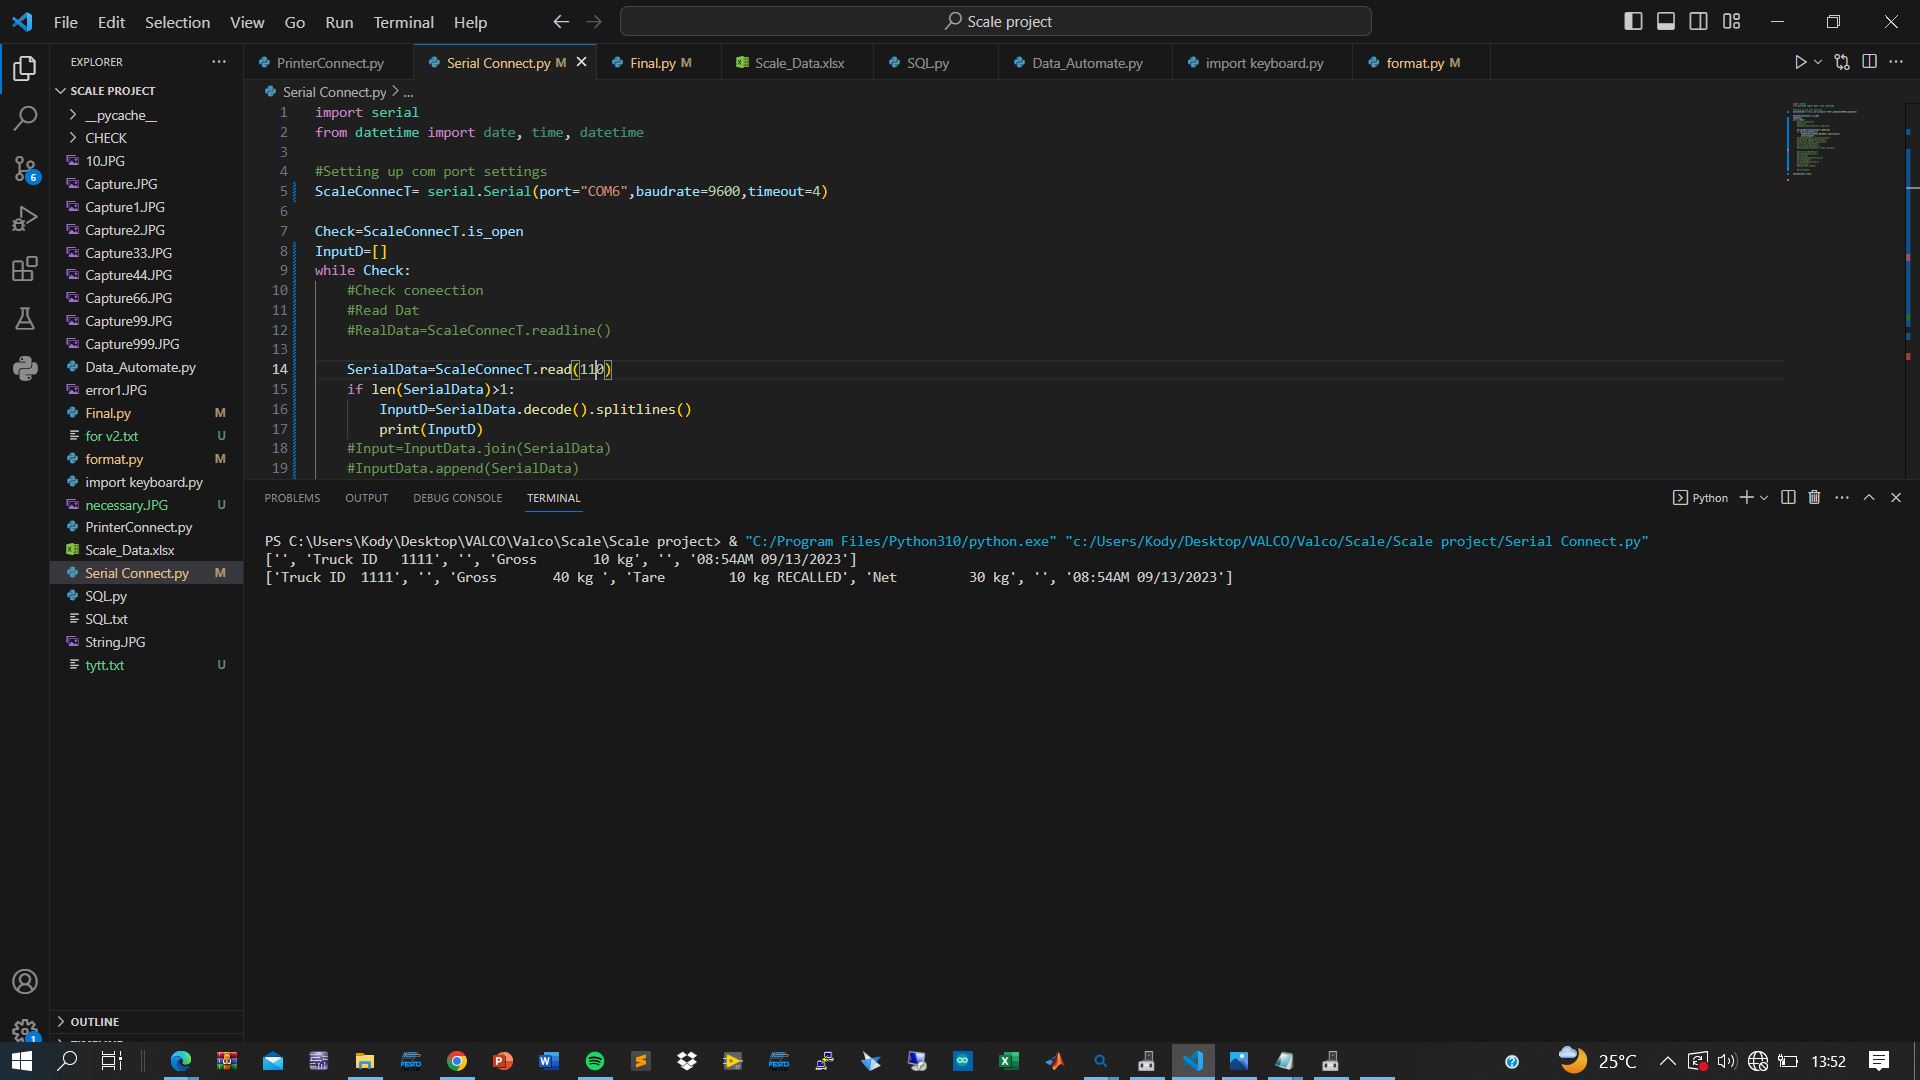 File Edit Selection View Go Run Terminal Help
Scale project
EXPLORER
PrinterConnect.py
Serial Connect.py M
Final.py M
Scale_Data.xlsx
SQL.py
Data_Automate.py
import keyboard.py
format.py M
SCALE PROJECT
__pycache__
CHECK
10.JPG
Capture.JPG
Capture1.JPG
Capture2.JPG
Capture33.JPG
Capture44.JPG
Capture66.JPG
Capture99.JPG
Capture999.JPG
Data_Automate.py
error1.JPG
Final.py M
for v2.txt U
format.py M
import keyboard.py
necessary.JPG U
PrinterConnect.py
Scale_Data.xlsx
Serial Connect.py M
SQL.py
SQL.txt
String.JPG
tytt.txt U
OUTLINE
6
1
Serial Connect.py > ...
1 import serial
2 from datetime import date, time, datetime
3
4 #Setting up com port settings
5 ScaleConnecT= serial.Serial(port="COM6",baudrate=9600,timeout=4)
6
7 Check=ScaleConnecT.is_open
8 InputD=[]
9 while Check:
10 #Check coneection
11 #Read Dat
12 #RealData=ScaleConnecT.readline()
13
14 SerialData=ScaleConnecT.read(110)
15 if len(SerialData)>1:
16 InputD=SerialData.decode().splitlines()
17 print(InputD)
18 #Input=InputData.join(SerialData)
19 #InputData.append(SerialData)
PROBLEMS OUTPUT DEBUG CONSOLE TERMINAL
Python
PS C:\Users\Kody\Desktop\VALCO\Valco\Scale\Scale project> & "C:/Program Files/Python310/python.exe" "c:/Users/Kody/Desktop/VALCO/Valco/Scale/Scale project/Serial Connect.py"
['', 'Truck ID   1111', '', 'Gross       10 kg', '', '08:54AM 09/13/2023']
['Truck ID  1111', '', 'Gross       40 kg ', 'Tare        10 kg RECALLED', 'Net         30 kg', '', '08:54AM 09/13/2023']
25°C
13:52